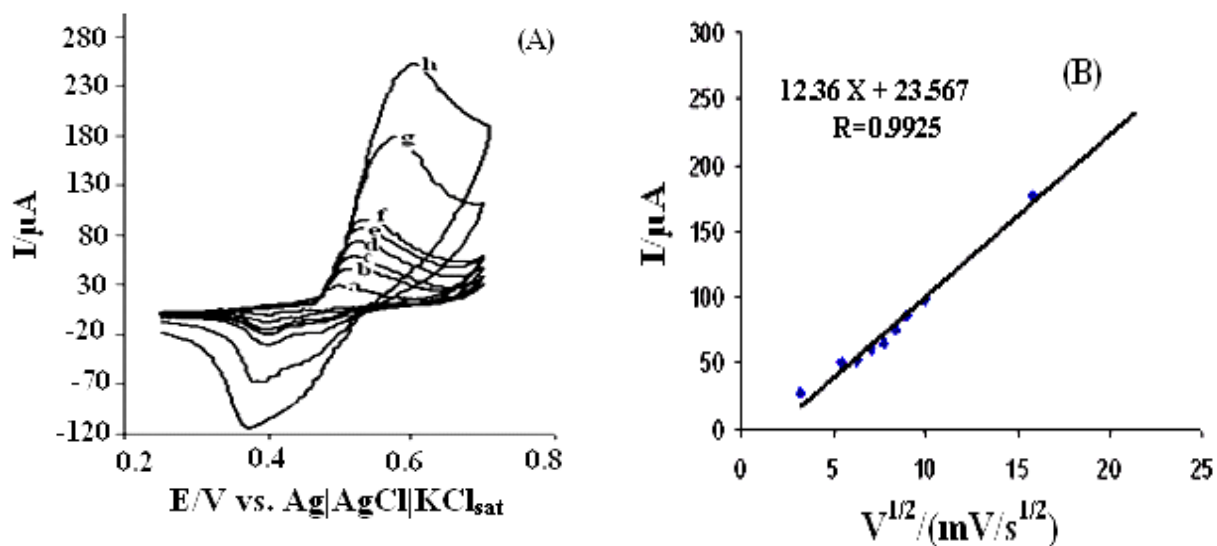 (A)
280
230
180
130
80
30
-20
-70
-120
I/µA
h
g
f
e
d
c
b
a
0.2 0.4 0.6 0.8
E/V vs. Ag|AgCl|KClsat
(B)
12.36 X + 23.567
R=0.9925
300
250
200
150
100
50
0
I/µA
0 5 10 15 20 25
V1/2/(mV/s1/2)